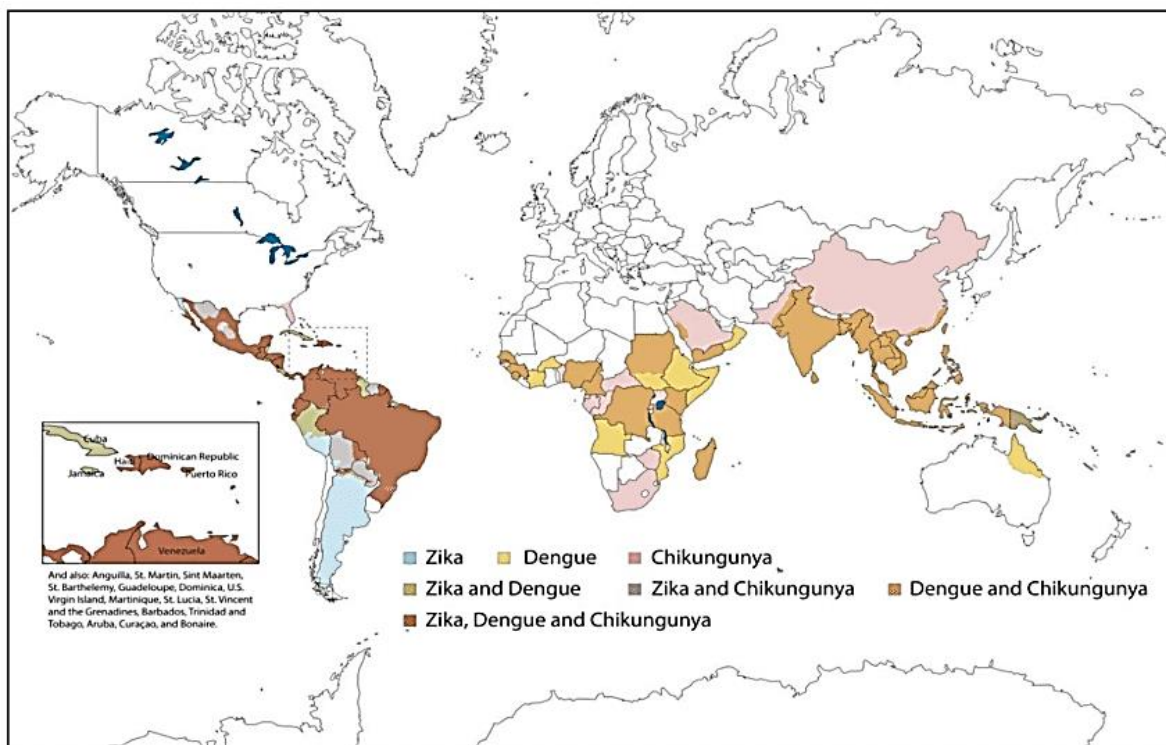 Cuba
Haiti
Dominican Republic
Jamaica
Puerto Rico
Venezuela
And also: Anguilla, St. Martin, Sint Maarten,
St. Barthelemy, Guadeloupe, Dominica, U.S.
Virgin Island, Martinique, St. Lucia, St. Vincent
and the Grenadines, Barbados, Trinidad and
Tobago, Aruba, Curaçao, and Bonaire.
Zika Dengue Chikungunya
Zika and Dengue Zika and Chikungunya Dengue and Chikungunya
Zika, Dengue and Chikungunya